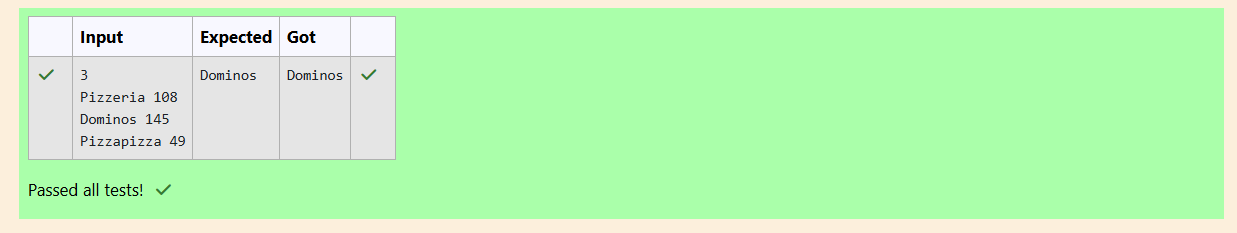 Input Expected Got
3 Dominos Dominos
Pizzeria 108
Dominos 145
Pizzapizza 49
Passed all tests!